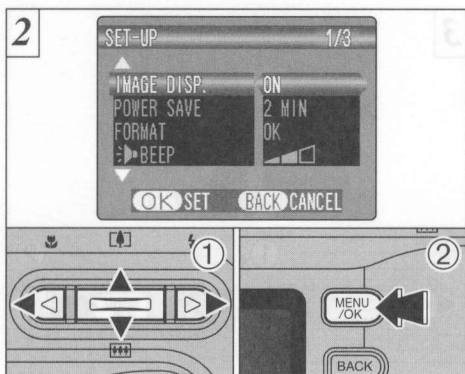 2
SET-UP 1/3
IMAGE DISP. ON
POWER SAVE 2 MIN
FORMAT OK
BEEP
OK SET BACK CANCEL
① ②
MENU
/OK
BACK